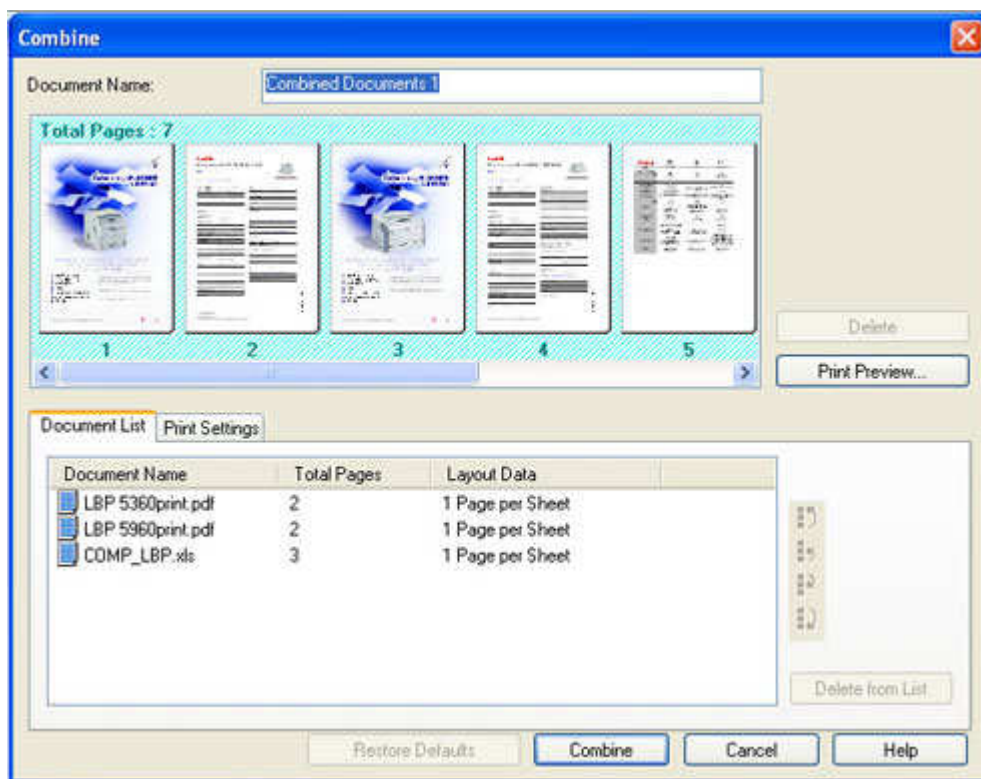 Combine
Document Name: Combined Documents 1
Total Pages : 7
1 2 3 4 5
Delete
Print Preview...
Document List Print Settings
Document Name Total Pages Layout Data
LBP 5360print.pdf 2 1 Page per Sheet
LBP 5960print.pdf 2 1 Page per Sheet
COMP_LBP.xls 3 1 Page per Sheet
Delete from List
Restore Defaults Combine Cancel Help